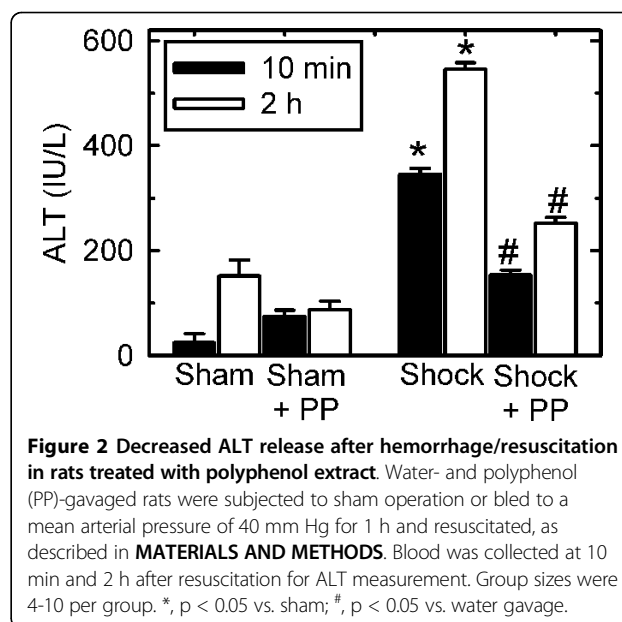 600
400
200
0
ALT (IU/L)
10 min
2 h
*
*
#
#
Sham Sham Shock Shock
+ PP + PP
Figure 2 Decreased ALT release after hemorrhage/resuscitation
in rats treated with polyphenol extract. Water- and polyphenol
(PP)-gavaged rats were subjected to sham operation or bled to a
mean arterial pressure of 40 mm Hg for 1 h and resuscitated, as
described in MATERIALS AND METHODS. Blood was collected at 10
min and 2 h after resuscitation for ALT measurement. Group sizes were
4-10 per group. *, p < 0.05 vs. sham; #, p < 0.05 vs. water gavage.